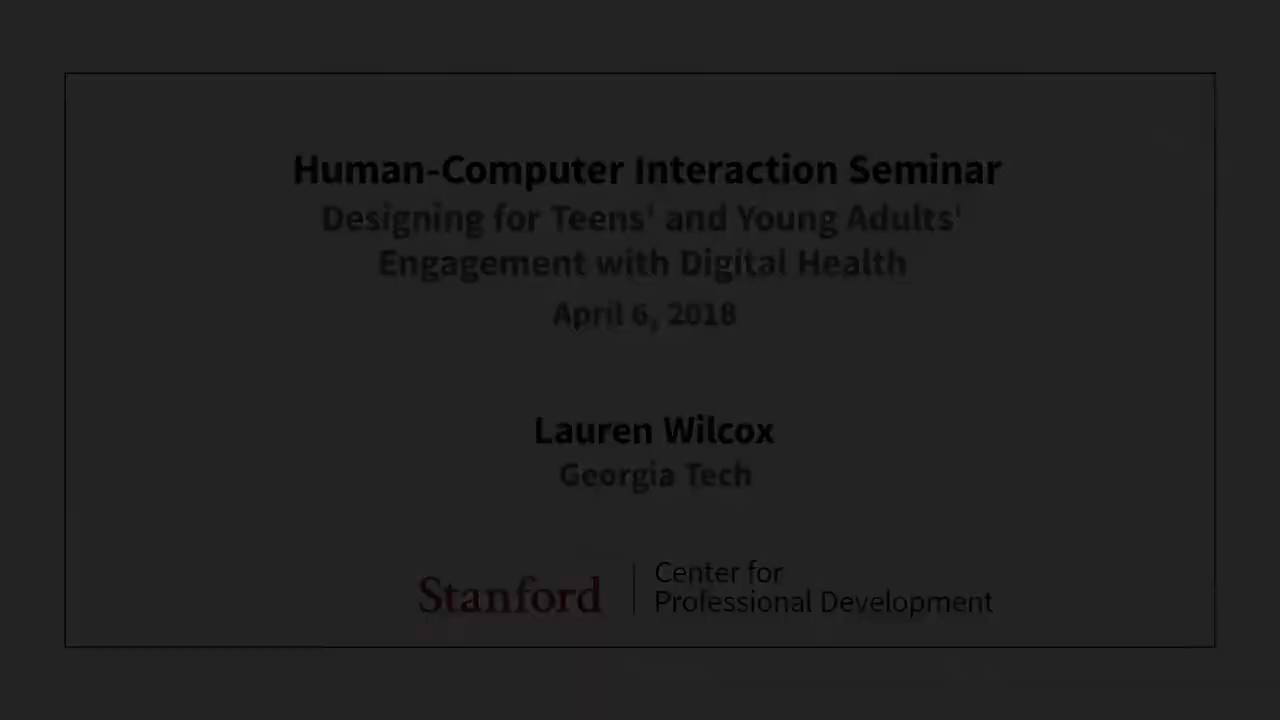 Human-Computer Interaction Seminar
Designing for Teens' and Young Adults'
Engagement with Digital Health
April 6, 2018
Lauren Wilcox
Georgia Tech
Stanford
Center for
Professional Development